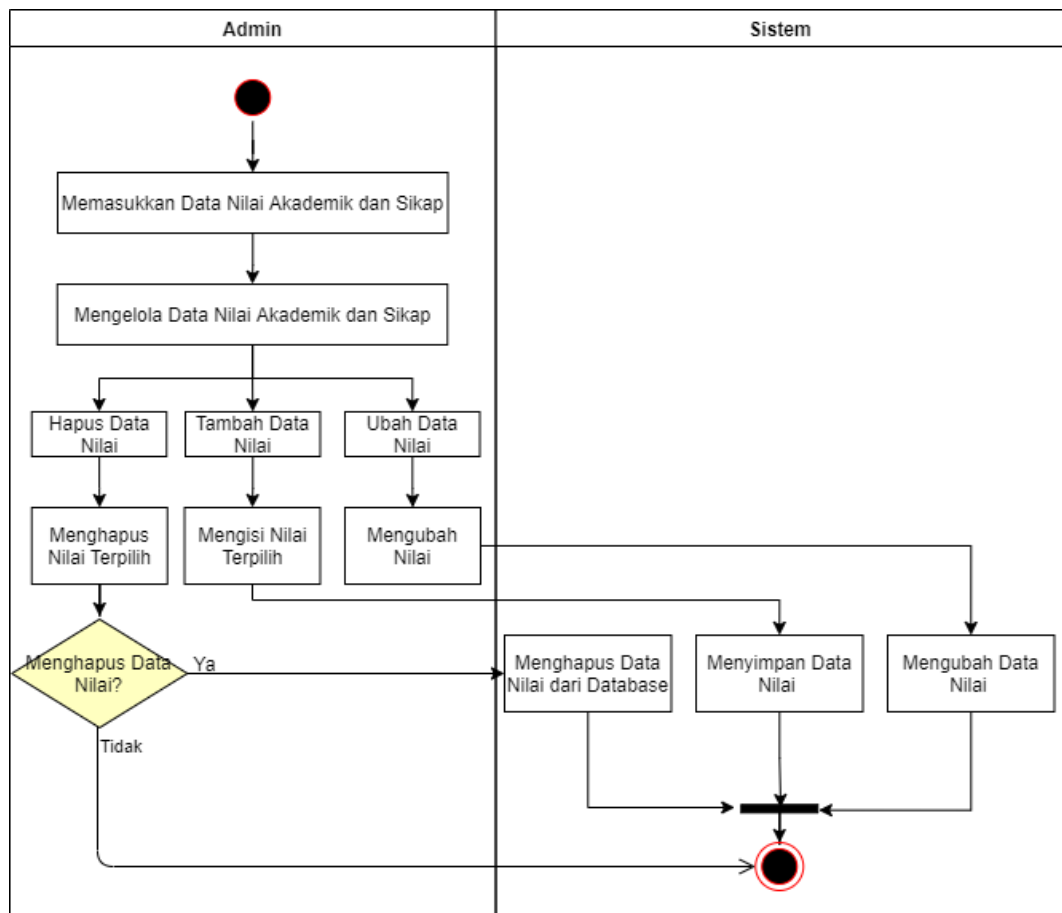 Admin
Sistem
Memasukkan Data Nilai Akademik dan Sikap
Mengelola Data Nilai Akademik dan Sikap
Hapus Data
Nilai
Tambah Data
Nilai
Ubah Data
Nilai
Menghapus
Nilai Terpilih
Mengisi Nilai
Terpilih
Mengubah
Nilai
Menghapus Data
Nilai?
Ya
Menghapus Data
Nilai dari Database
Menyimpan Data
Nilai
Mengubah Data
Nilai
Tidak